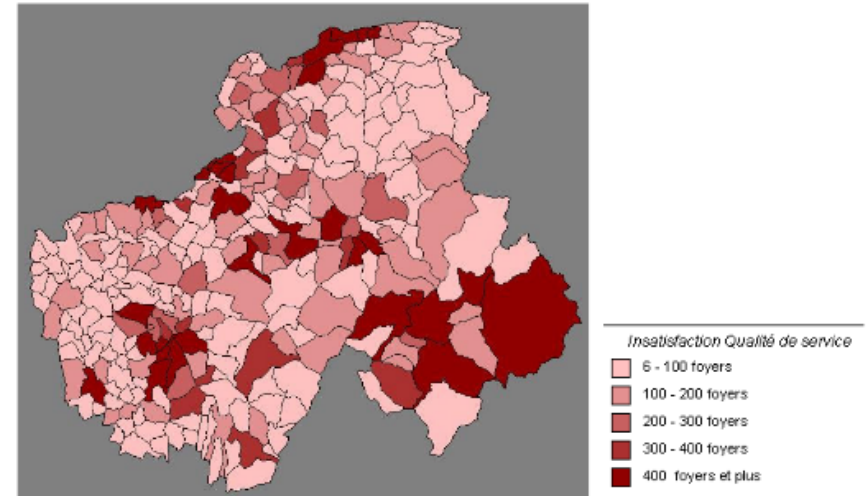 Insatisfaction Qualité de service
6 - 100 foyers
100 - 200 foyers
200 - 300 foyers
300 - 400 foyers
400 foyers et plus